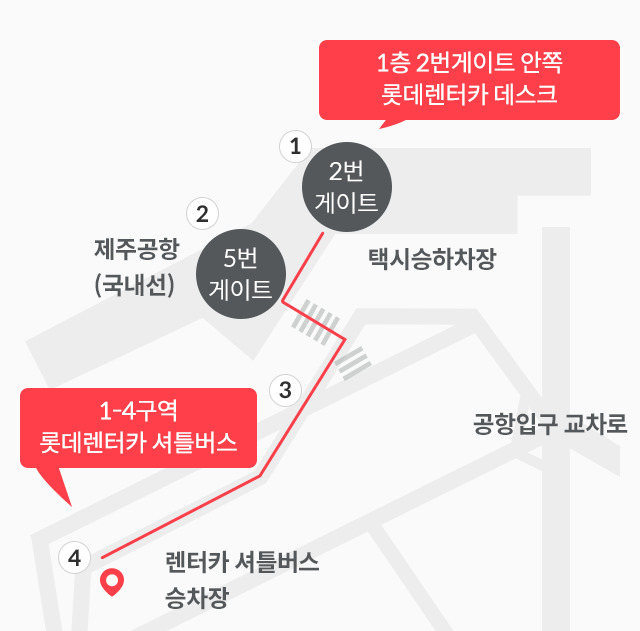 1층 2번게이트 안쪽
롯데렌터카 데스크
1
2번
게이트
2
제주공항
(국내선)
5번
게이트
택시승하차장
3
1-4구역
롯데렌터카 셔틀버스
공항입구 교차로
4
렌터카 셔틀버스
승차장